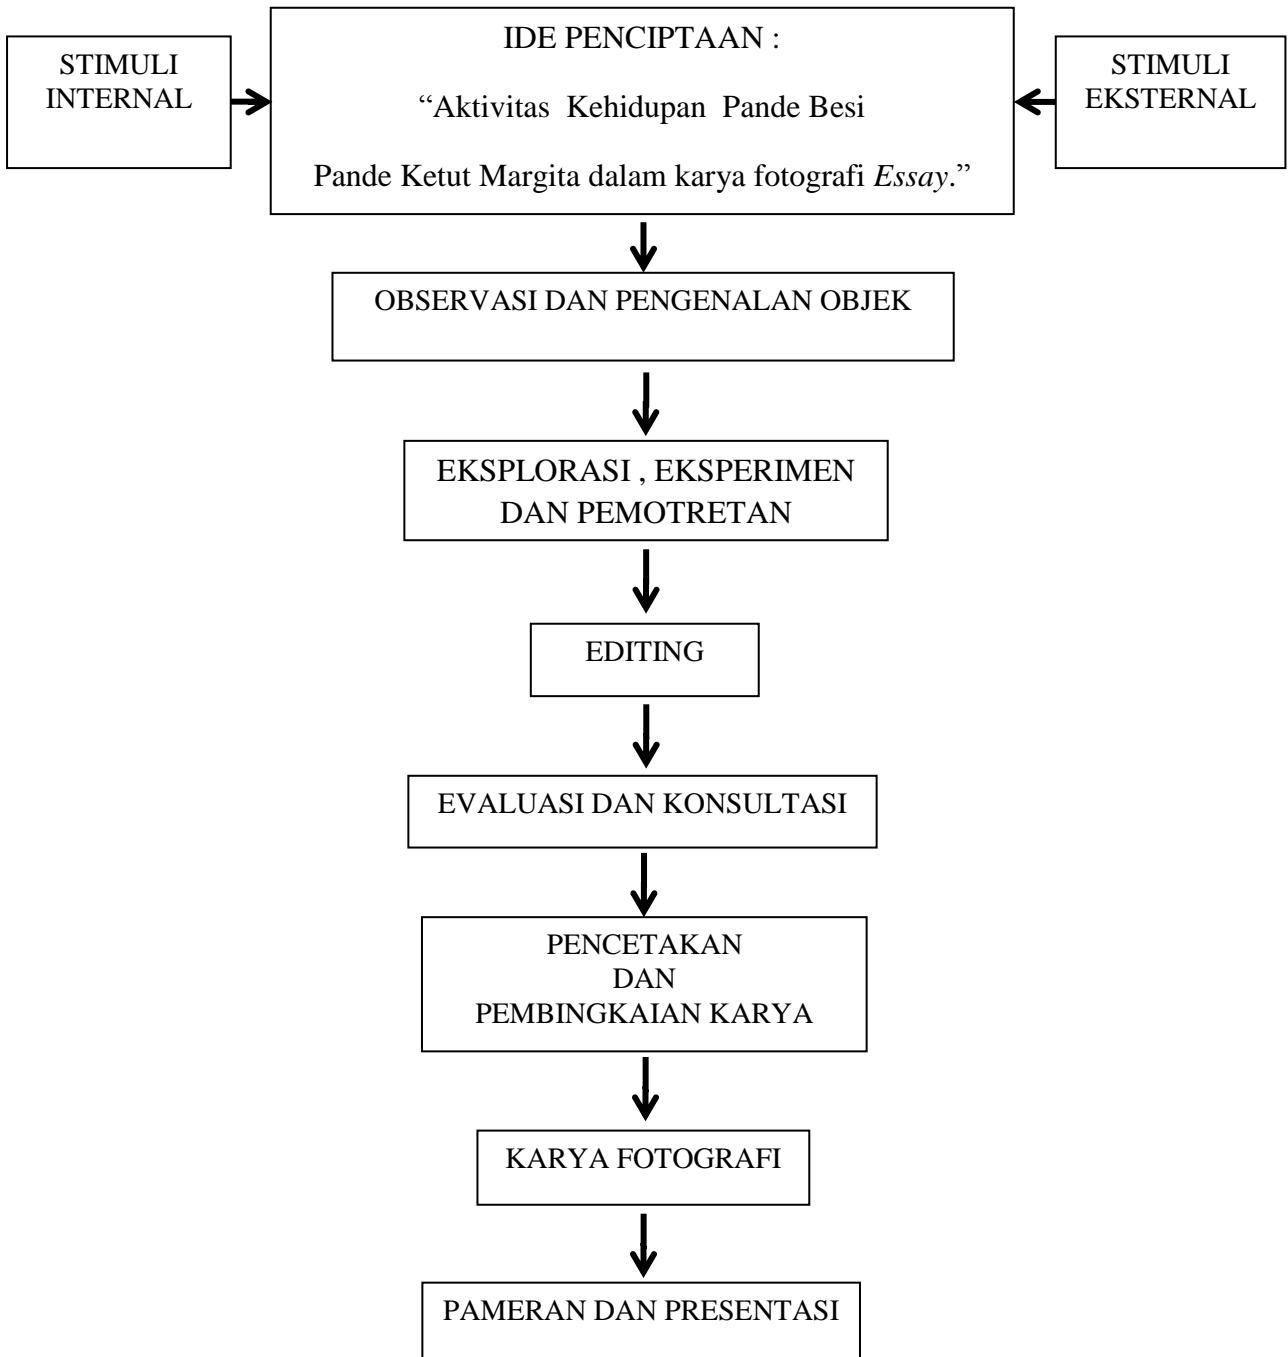 STIMULI
INTERNAL
IDE PENCIPTAAN :
“Aktivitas Kehidupan Pande Besi
Pande Ketut Margita dalam karya fotografi Essay.”
STIMULI
EKSTERNAL
OBSERVASI DAN PENGENALAN OBJEK
EKSPLORASI , EKSPERIMEN
DAN PEMOTRETAN
EDITING
EVALUASI DAN KONSULTASI
PENCETAKAN
DAN
PEMBINGKAIAN KARYA
KARYA FOTOGRAFI
PAMERAN DAN PRESENTASI